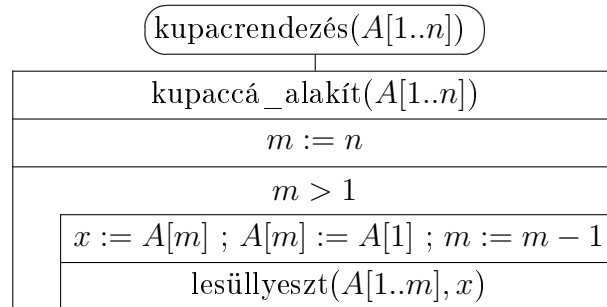 kupacrendezés(A[1..n])
kupaccá_alakít(A[1..n])
m := n
m > 1
x := A[m] ; A[m] := A[1] ; m := m − 1
lesüllyeszt(A[1..m], x)